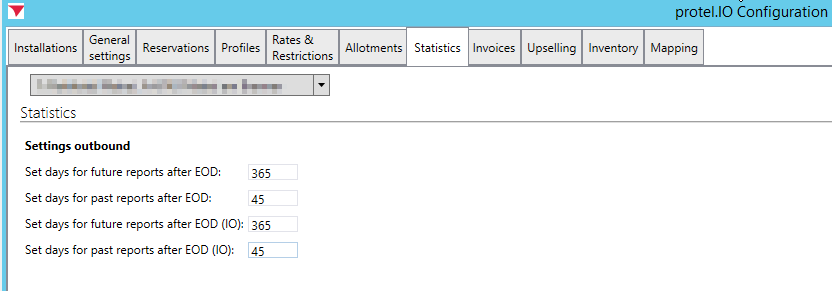 protel.IO Configuration
Installations
General
settings
Reservations
Profiles
Rates &
Restrictions
Allotments
Statistics
Invoices
Upselling
Inventory
Mapping
Statistics
Settings outbound
Set days for future reports after EOD: 365
Set days for past reports after EOD: 45
Set days for future reports after EOD (IO): 365
Set days for past reports after EOD (IO): 45